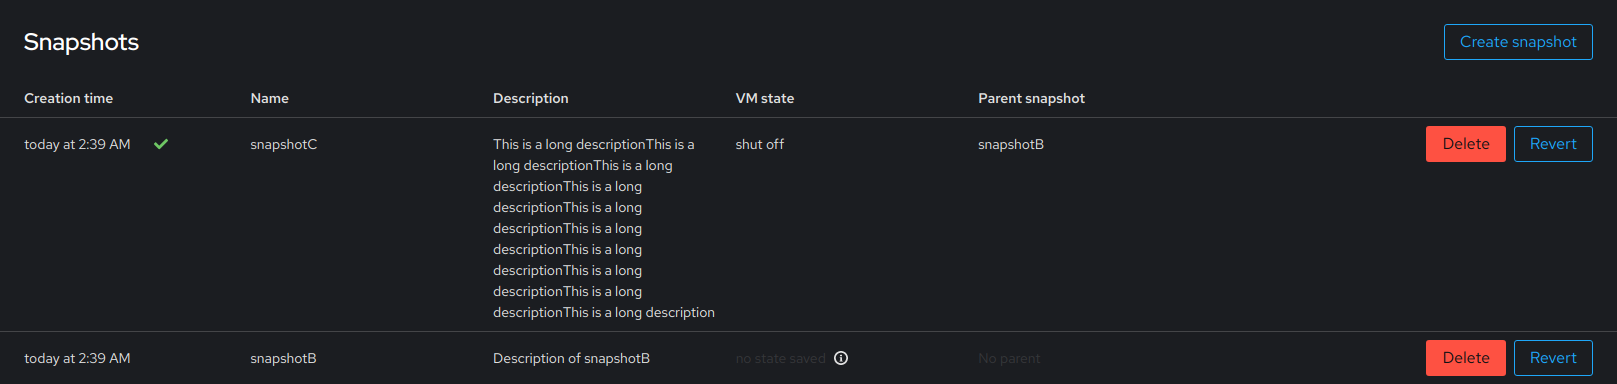 Snapshots
Create snapshot
Creation time Name Description VM state Parent snapshot
today at 2:39 AM snapshotC This is a long descriptionThis is a shut off snapshotB Delete Revert
long descriptionThis is a long
descriptionThis is a long
descriptionThis is a long
descriptionThis is a long
descriptionThis is a long
descriptionThis is a long
descriptionThis is a long
descriptionThis is a long description
today at 2:39 AM snapshotB Description of snapshotB no state saved No parent Delete Revert